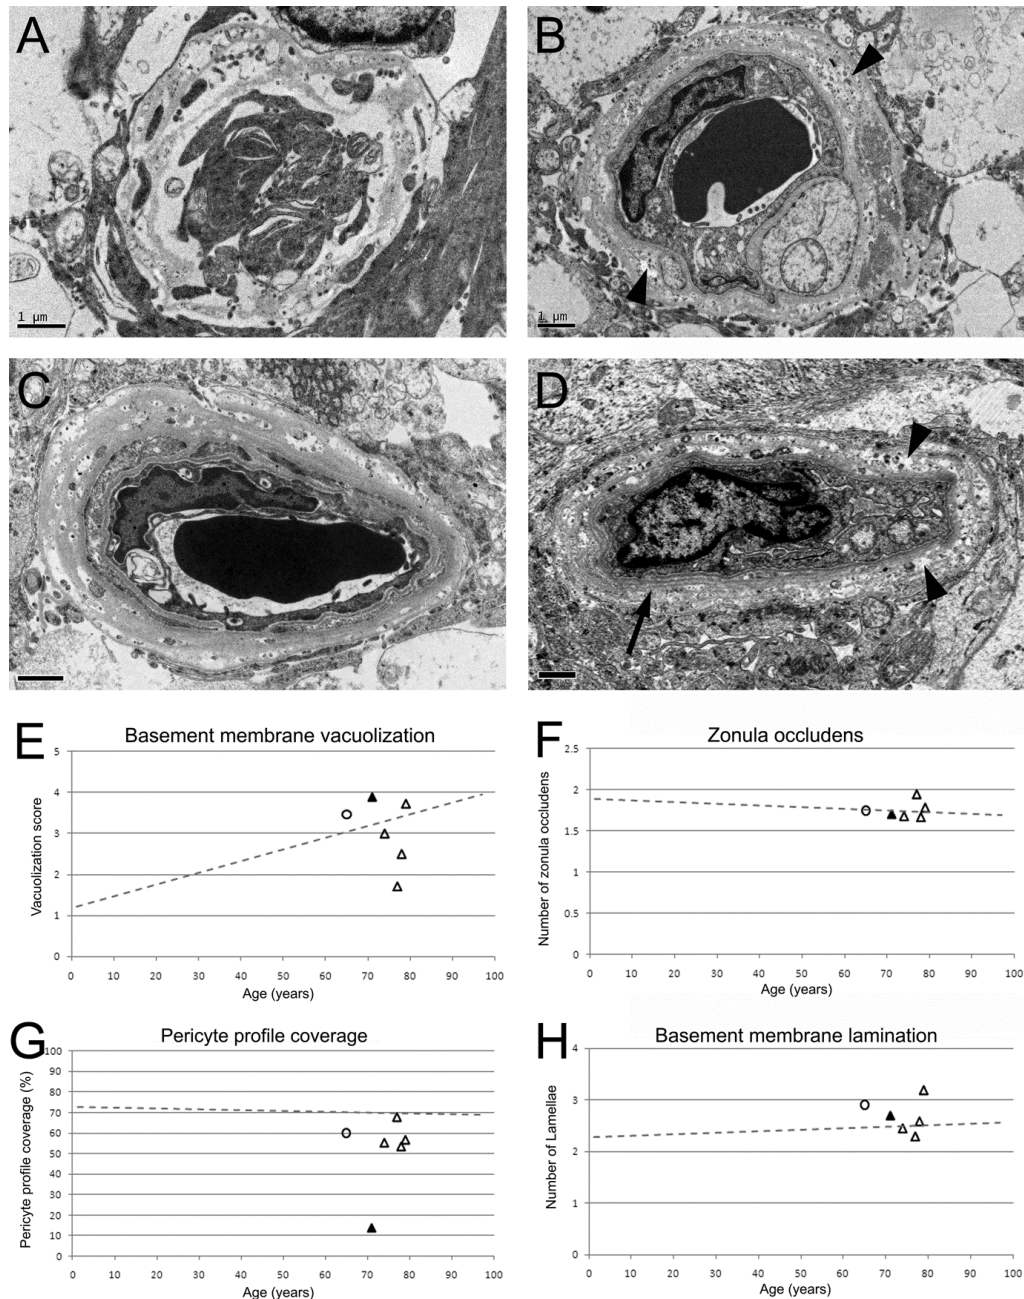 A
B
1 μm
1 μm
C
D
E
Basement membrane vacuolization
5
4
3
2
1
0
Vacuolization score
0 10 20 30 40 50 60 70 80 90 100
Age (years)
F
Zonula occludens
2.5
2
1.5
1
0.5
0
Number of zonula occludens
0 10 20 30 40 50 60 70 80 90 100
Age (years)
G
Pericyte profile coverage
100
90
80
70
60
50
40
30
20
10
0
Pericyte profile coverage (%)
0 10 20 30 40 50 60 70 80 90 100
Age (years)
H
Basement membrane lamination
4
3
2
1
0
Number of Lamellae
0 10 20 30 40 50 60 70 80 90 100
Age (years)